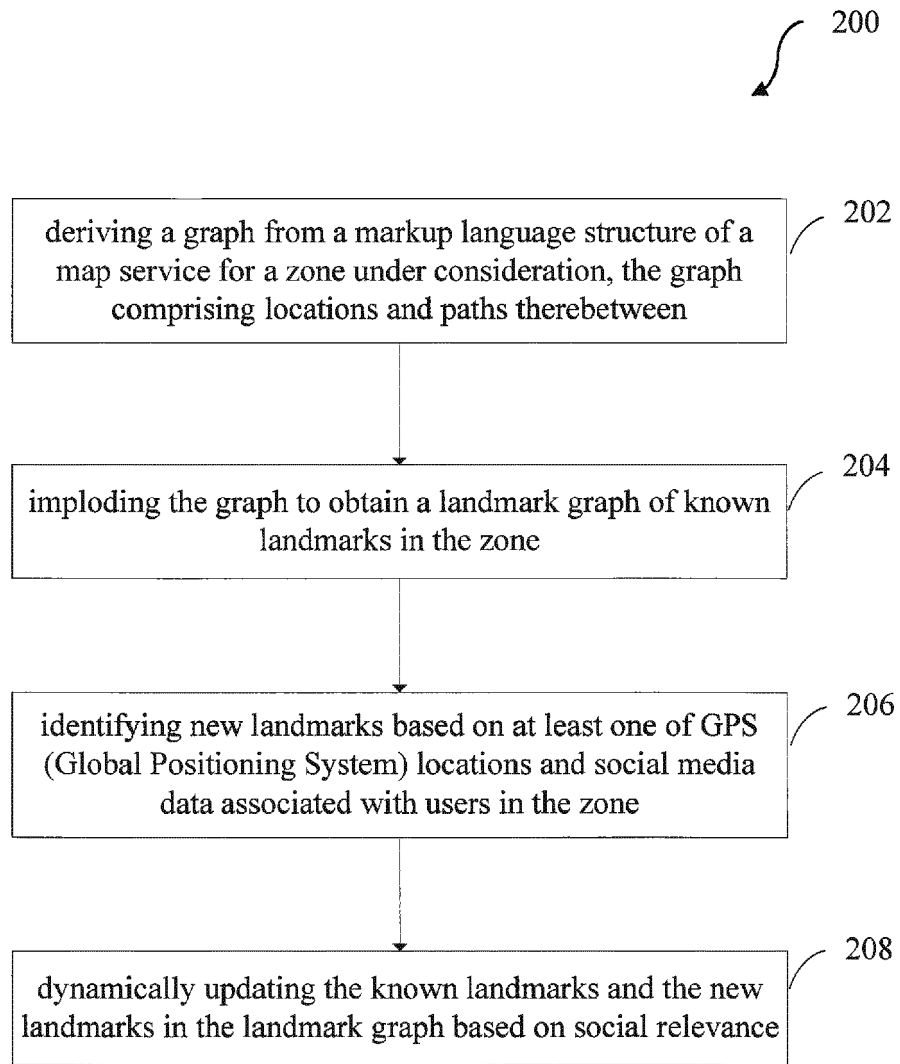 200
202
deriving a graph from a markup language structure of a
map service for a zone under consideration, the graph
comprising locations and paths therebetween
204
imploding the graph to obtain a landmark graph of known
landmarks in the zone
206
identifying new landmarks based on at least one of GPS
(Global Positioning System) locations and social media
data associated with users in the zone
208
dynamically updating the known landmarks and the new
landmarks in the landmark graph based on social relevance